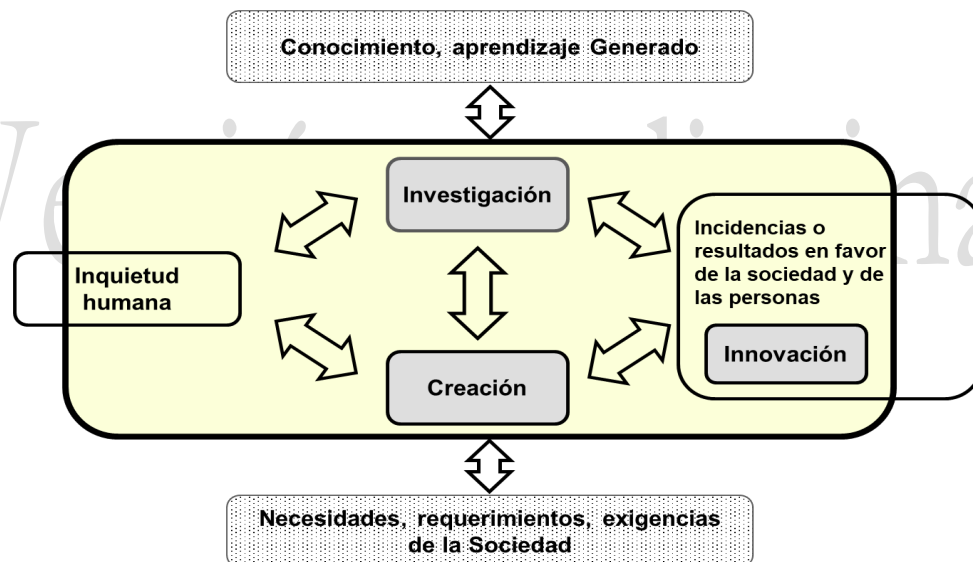 Conocimiento, aprendizaje Generado
Investigación
Incidencias o
resultados en favor
de la sociedad y de
las personas
Inquietud
humana
Innovación
Creación
Necesidades, requerimientos, exigencias
de la Sociedad